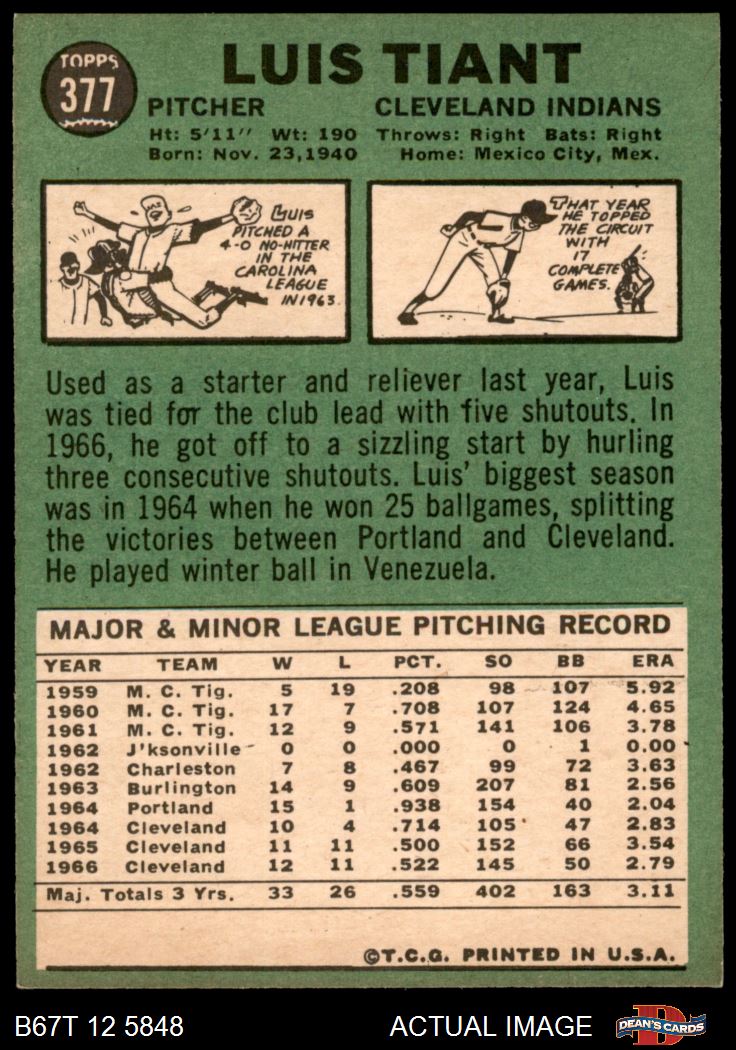 TOPPS
377
LUIS TIANT
PITCHER CLEVELAND INDIANS
Ht: 5'11" Wt: 190 Throws: Right Bats: Right
Born: Nov. 23, 1940 Home: Mexico City, Mex.
LUIS
PITCHED A
4-0 NO-HITTER
IN THE
CAROLINA
LEAGUE
IN 1963.
THAT YEAR
HE TOPPED
THE CIRCUIT
WITH
17
COMPLETE
GAMES.
Used as a starter and reliever last year, Luis
was tied for the club lead with five shutouts. In
1966, he got off to a sizzling start by hurling
three consecutive shutouts. Luis' biggest season
was in 1964 when he won 25 ballgames, splitting
the victories between Portland and Cleveland.
He played winter ball in Venezuela.
MAJOR & MINOR LEAGUE PITCHING RECORD
YEAR TEAM W L PCT. SO BB ERA
1959 M. C. Tig. 5 19 .208 98 107 5.92
1960 M. C. Tig. 17 7 .708 107 124 4.65
1961 M. C. Tig. 12 9 .571 141 106 3.78
1962 J'ksonville 0 0 .000 0 1 0.00
1962 Charleston 7 8 .467 99 72 3.63
1963 Burlington 14 9 .609 207 81 2.56
1964 Portland 15 1 .938 154 40 2.04
1964 Cleveland 10 4 .714 105 47 2.83
1965 Cleveland 11 11 .500 152 66 3.54
1966 Cleveland 12 11 .522 145 50 2.79
Maj. Totals 3 Yrs. 33 26 .559 402 163 3.11
©T.C.G. PRINTED IN U.S.A.
B67T 12 5848 ACTUAL IMAGE
D
DEAN'S CARDS